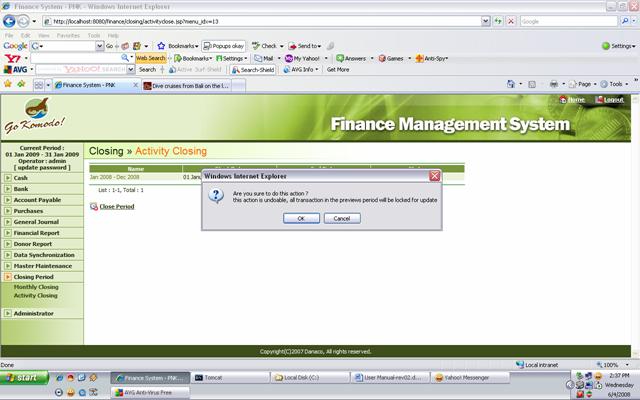 Finance System - PNK - Windows Internet Explorer
http://localhost:8080/finance/closing/activityclose.jsp?menu_idx=13
Google
File Edit View Favorites Tools Help
Google Bookmarks Popups okay Check Send to Settings
Y! Web Search Bookmarks Settings Mail My Yahoo! Answers Games Anti-Spy
AVG YAHOO! SEARCH Search Active Surf-Shield Search-Shield AVG Info Get More
Finance System - PNK Dive cruises from Bali on the l... Page Tools
Go Komodo!
Home Logout
Finance Management System
Current Period :
01 Jan 2009 - 31 Jan 2009
Operator : admin
[ update password ]
Cash
Bank
Account Payable
Purchases
General Journal
Financial Report
Donor Report
Data Synchronization
Master Maintenance
Closing Period
Monthly Closing
Activity Closing
Administrator
Closing » Activity Closing
Name
Jan 2008 - Dec 2008 01 Jan
List : 1-1, Total : 1
Close Period
Windows Internet Explorer
Are you sure to do this action ?
this action is undoable, all transaction in the previews period will be locked for update
OK Cancel
Copyright(C)2007 Danaco, All rights reserved.
Done Local intranet 100%
start Finance System - PNK... Tomcat Local Disk (C:) User Manual-rev02.d... Yahoo! Messenger 2:37 PM
Wednesday
AVG Anti-Virus Free 6/4/2008